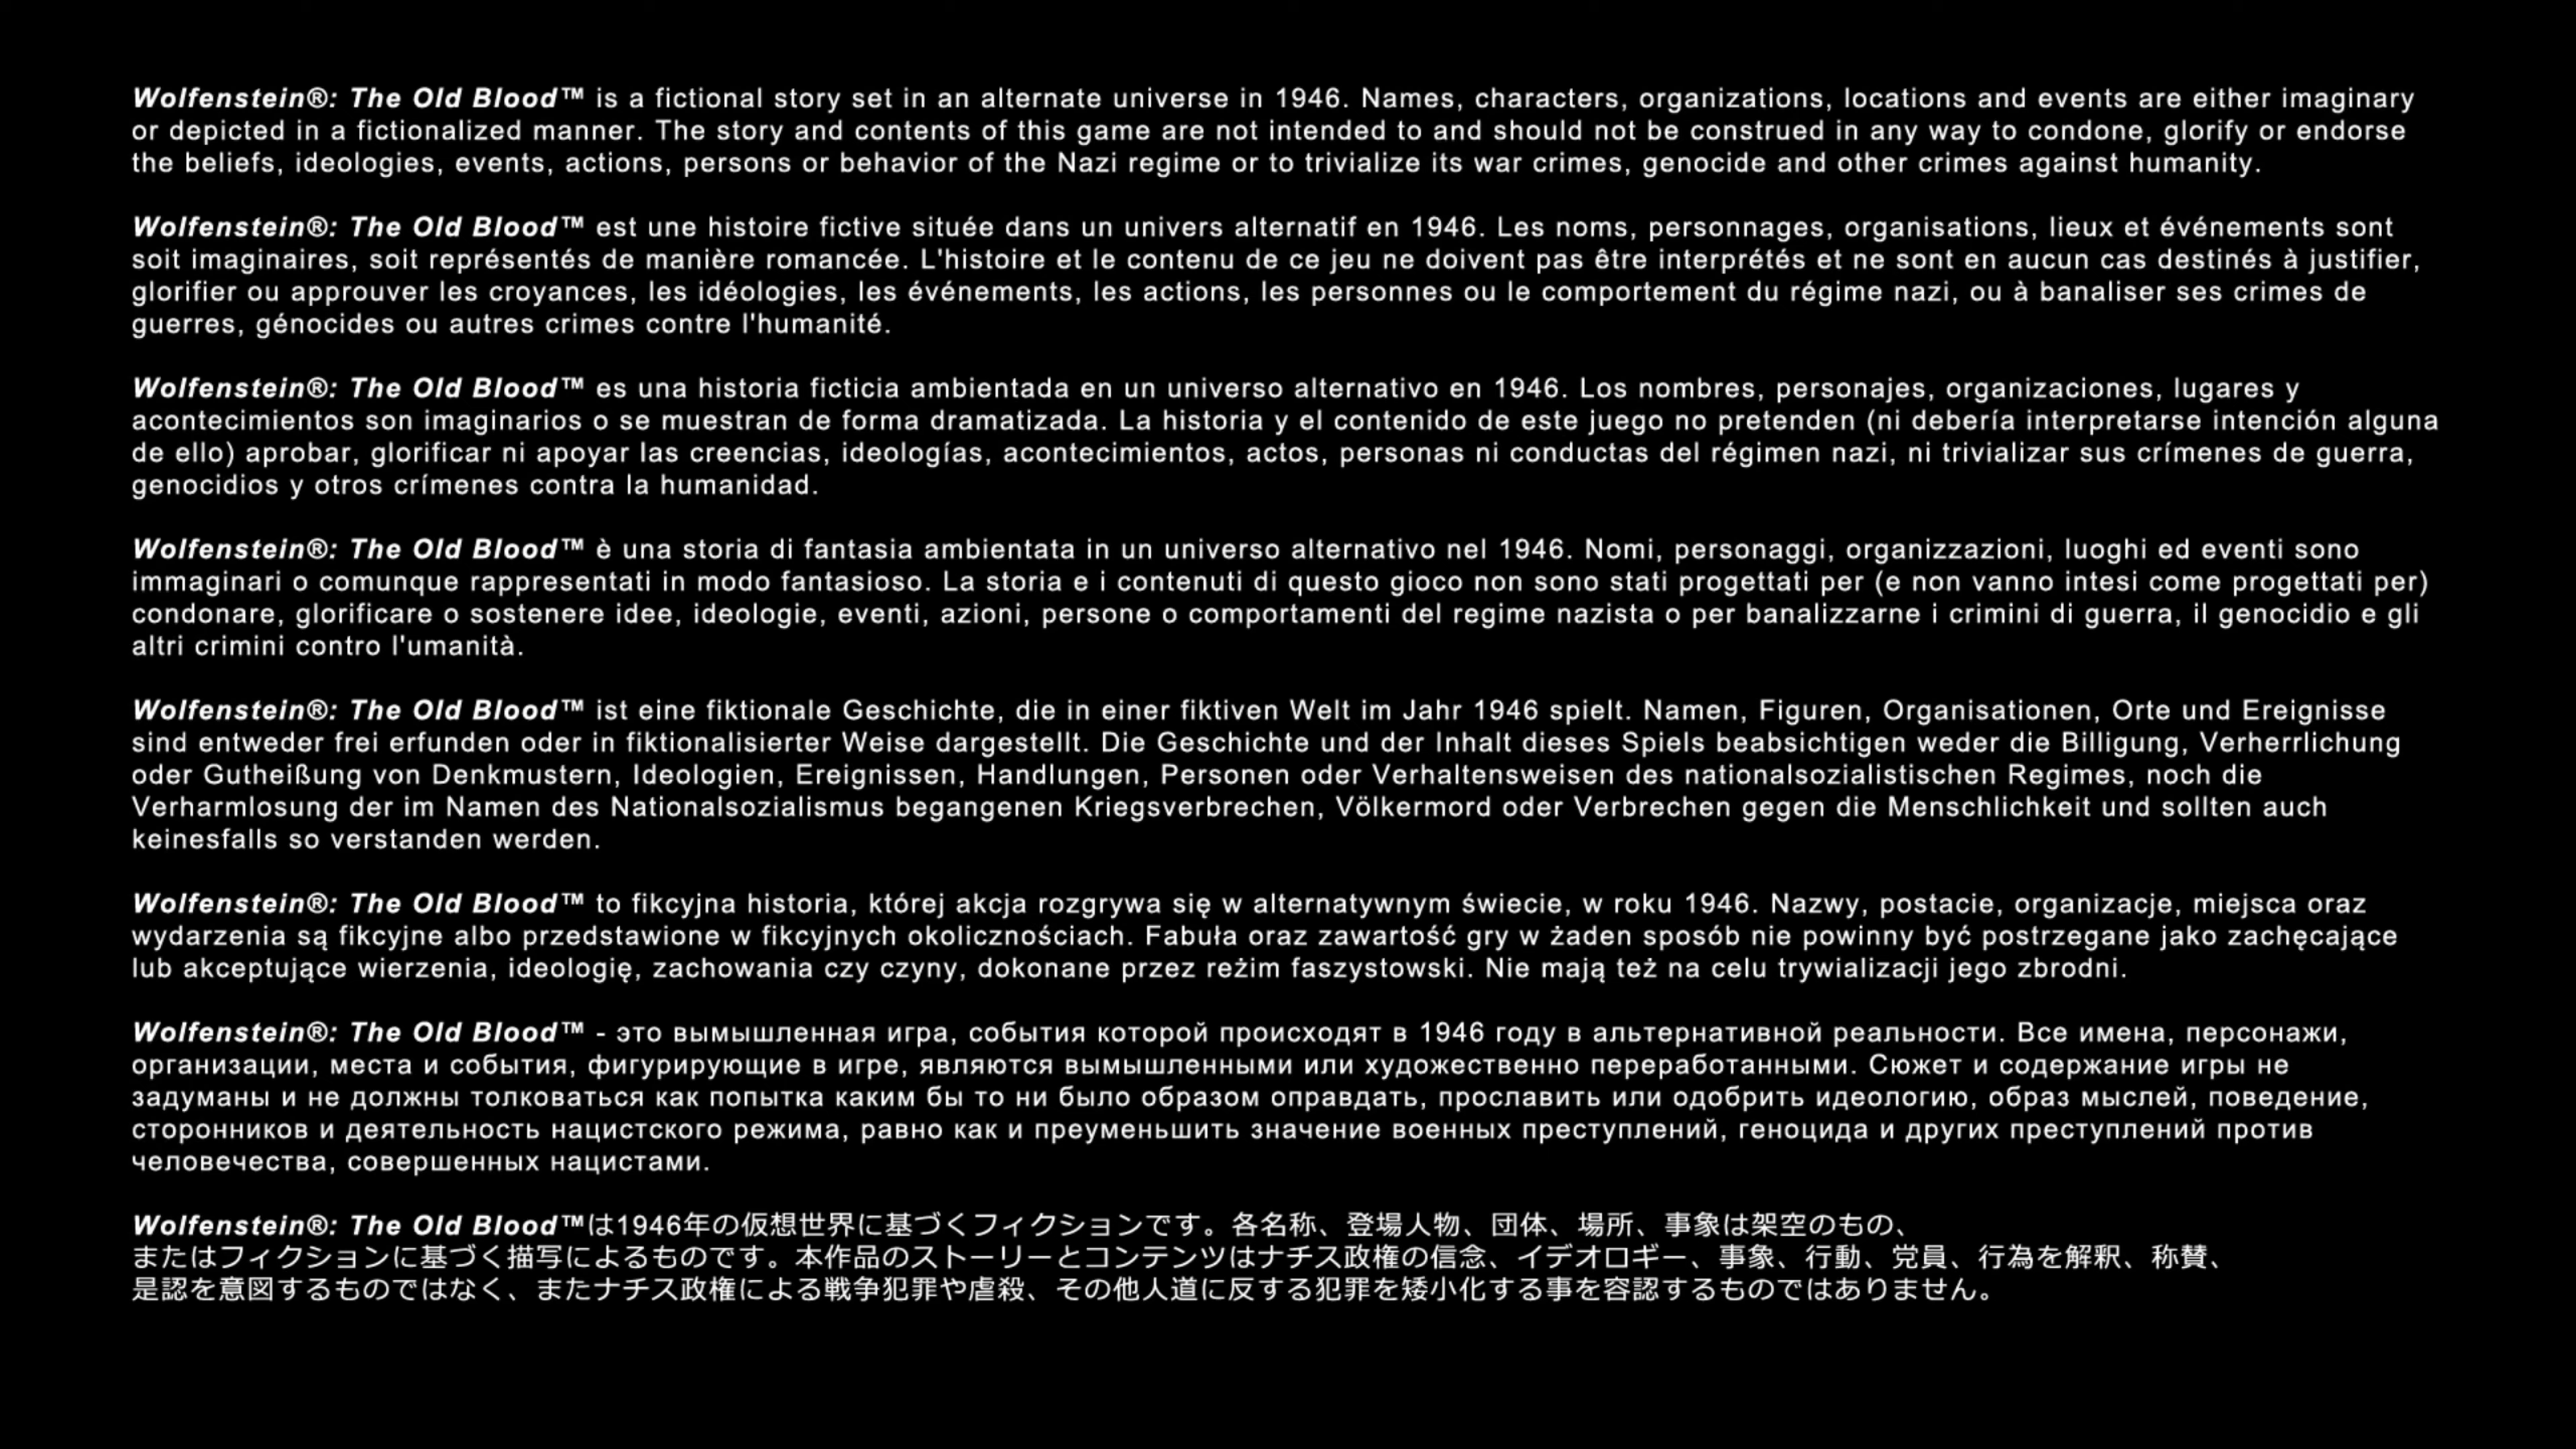 Wolfenstein®: The Old Blood™ is a fictional story set in an alternate universe in 1946. Names, characters, organizations, locations and events are either imaginary
or depicted in a fictionalized manner. The story and contents of this game are not intended to and should not be construed in any way to condone, glorify or endorse
the beliefs, ideologies, events, actions, persons or behavior of the Nazi regime or to trivialize its war crimes, genocide and other crimes against humanity.
Wolfenstein®: The Old Blood™ est une histoire fictive située dans un univers alternatif en 1946. Les noms, personnages, organisations, lieux et événements sont
soit imaginaires, soit représentés de manière romancée. L'histoire et le contenu de ce jeu ne doivent pas être interprétés et ne sont en aucun cas destinés à justifier,
glorifier ou approuver les croyances, les idéologies, les événements, les actions, les personnes ou le comportement du régime nazi, ou à banaliser ses crimes de
guerres, génocides ou autres crimes contre l'humanité.
Wolfenstein®: The Old Blood™ es una historia ficticia ambientada en un universo alternativo en 1946. Los nombres, personajes, organizaciones, lugares y
acontecimientos son imaginarios o se muestran de forma dramatizada. La historia y el contenido de este juego no pretenden (ni debería interpretarse intención alguna
de ello) aprobar, glorificar ni apoyar las creencias, ideologías, acontecimientos, actos, personas ni conductas del régimen nazi, ni trivializar sus crímenes de guerra,
genocidios y otros crímenes contra la humanidad.
Wolfenstein®: The Old Blood™ è una storia di fantasia ambientata in un universo alternativo nel 1946. Nomi, personaggi, organizzazioni, luoghi ed eventi sono
immaginari o comunque rappresentati in modo fantasioso. La storia e i contenuti di questo gioco non sono stati progettati per (e non vanno intesi come progettati per)
condonare, glorificare o sostenere idee, ideologie, eventi, azioni, persone o comportamenti del regime nazista o per banalizzarne i crimini di guerra, il genocidio e gli
altri crimini contro l'umanità.
Wolfenstein®: The Old Blood™ ist eine fiktionale Geschichte, die in einer fiktiven Welt im Jahr 1946 spielt. Namen, Figuren, Organisationen, Orte und Ereignisse
sind entweder frei erfunden oder in fiktionalisierter Weise dargestellt. Die Geschichte und der Inhalt dieses Spiels beabsichtigen weder die Billigung, Verherrlichung
oder Gutheißung von Denkmustern, Ideologien, Ereignissen, Handlungen, Personen oder Verhaltensweisen des nationalsozialistischen Regimes, noch die
Verharmlosung der im Namen des Nationalsozialismus begangenen Kriegsverbrechen, Völkermord oder Verbrechen gegen die Menschlichkeit und sollten auch
keinesfalls so verstanden werden.
Wolfenstein®: The Old Blood™ to fikcyjna historia, której akcja rozgrywa się w alternatywnym świecie, w roku 1946. Nazwy, postacie, organizacje, miejsca oraz
wydarzenia są fikcyjne albo przedstawione w fikcyjnych okolicznościach. Fabuła oraz zawartość gry w żaden sposób nie powinny być postrzegane jako zachęcające
lub akceptujące wierzenia, ideologię, zachowania czy czyny, dokonane przez reżim faszystowski. Nie mają też na celu trywializacji jego zbrodni.
Wolfenstein®: The Old Blood™ - это вымышленная игра, события которой происходят в 1946 году в альтернативной реальности. Все имена, персонажи,
организации, места и события, фигурирующие в игре, являются вымышленными или художественно переработанными. Сюжет и содержание игры не
задуманы и не должны толковаться как попытка каким бы то ни было образом оправдать, прославить или одобрить идеологию, образ мыслей, поведение,
сторонников и деятельность нацистского режима, равно как и преуменьшить значение военных преступлений, геноцида и других преступлений против
человечества, совершенных нацистами.
Wolfenstein®: The Old Blood™は1946年の仮想世界に基づくフィクションです。各名称、登場人物、団体、場所、事象は架空のもの、
またはフィクションに基づく描写によるものです。本作品のストーリーとコンテンツはナチス政権の信念、イデオロギー、事象、行動、党員、行為を解釈、称賛、
是認を意図するものではなく、またナチス政権による戦争犯罪や虐殺、その他人道に反する犯罪を矮小化する事を容認するものではありません。